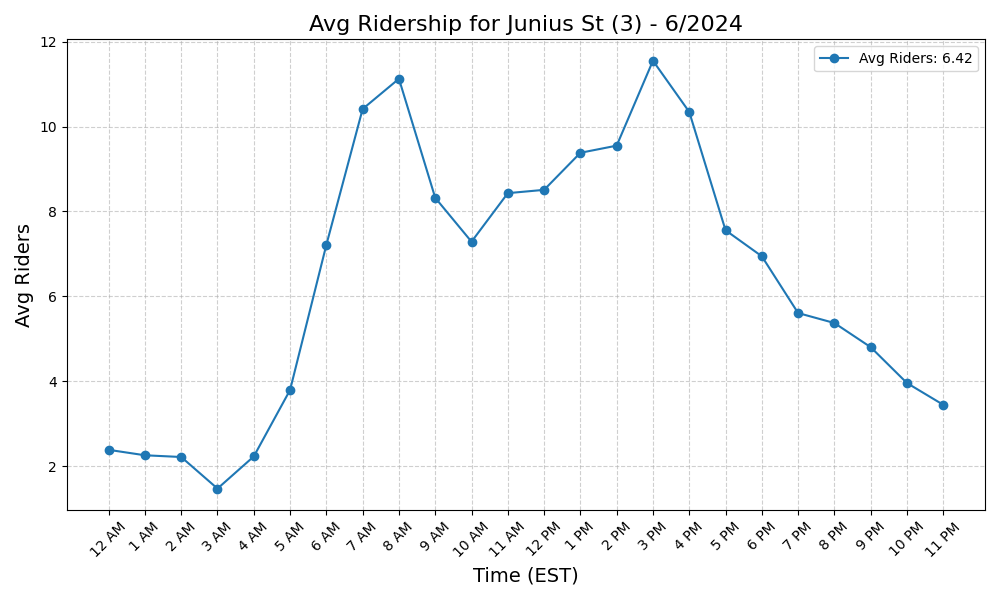 Avg Ridership for Junius St (3) - 6/2024
Avg Riders: 6.42
Avg Riders
12
10
8
6
4
2
12 AM
1 AM
2 AM
3 AM
4 AM
5 AM
6 AM
7 AM
8 AM
9 AM
10 AM
11 AM
12 PM
1 PM
2 PM
3 PM
4 PM
5 PM
6 PM
7 PM
8 PM
9 PM
10 PM
11 PM
Time (EST)